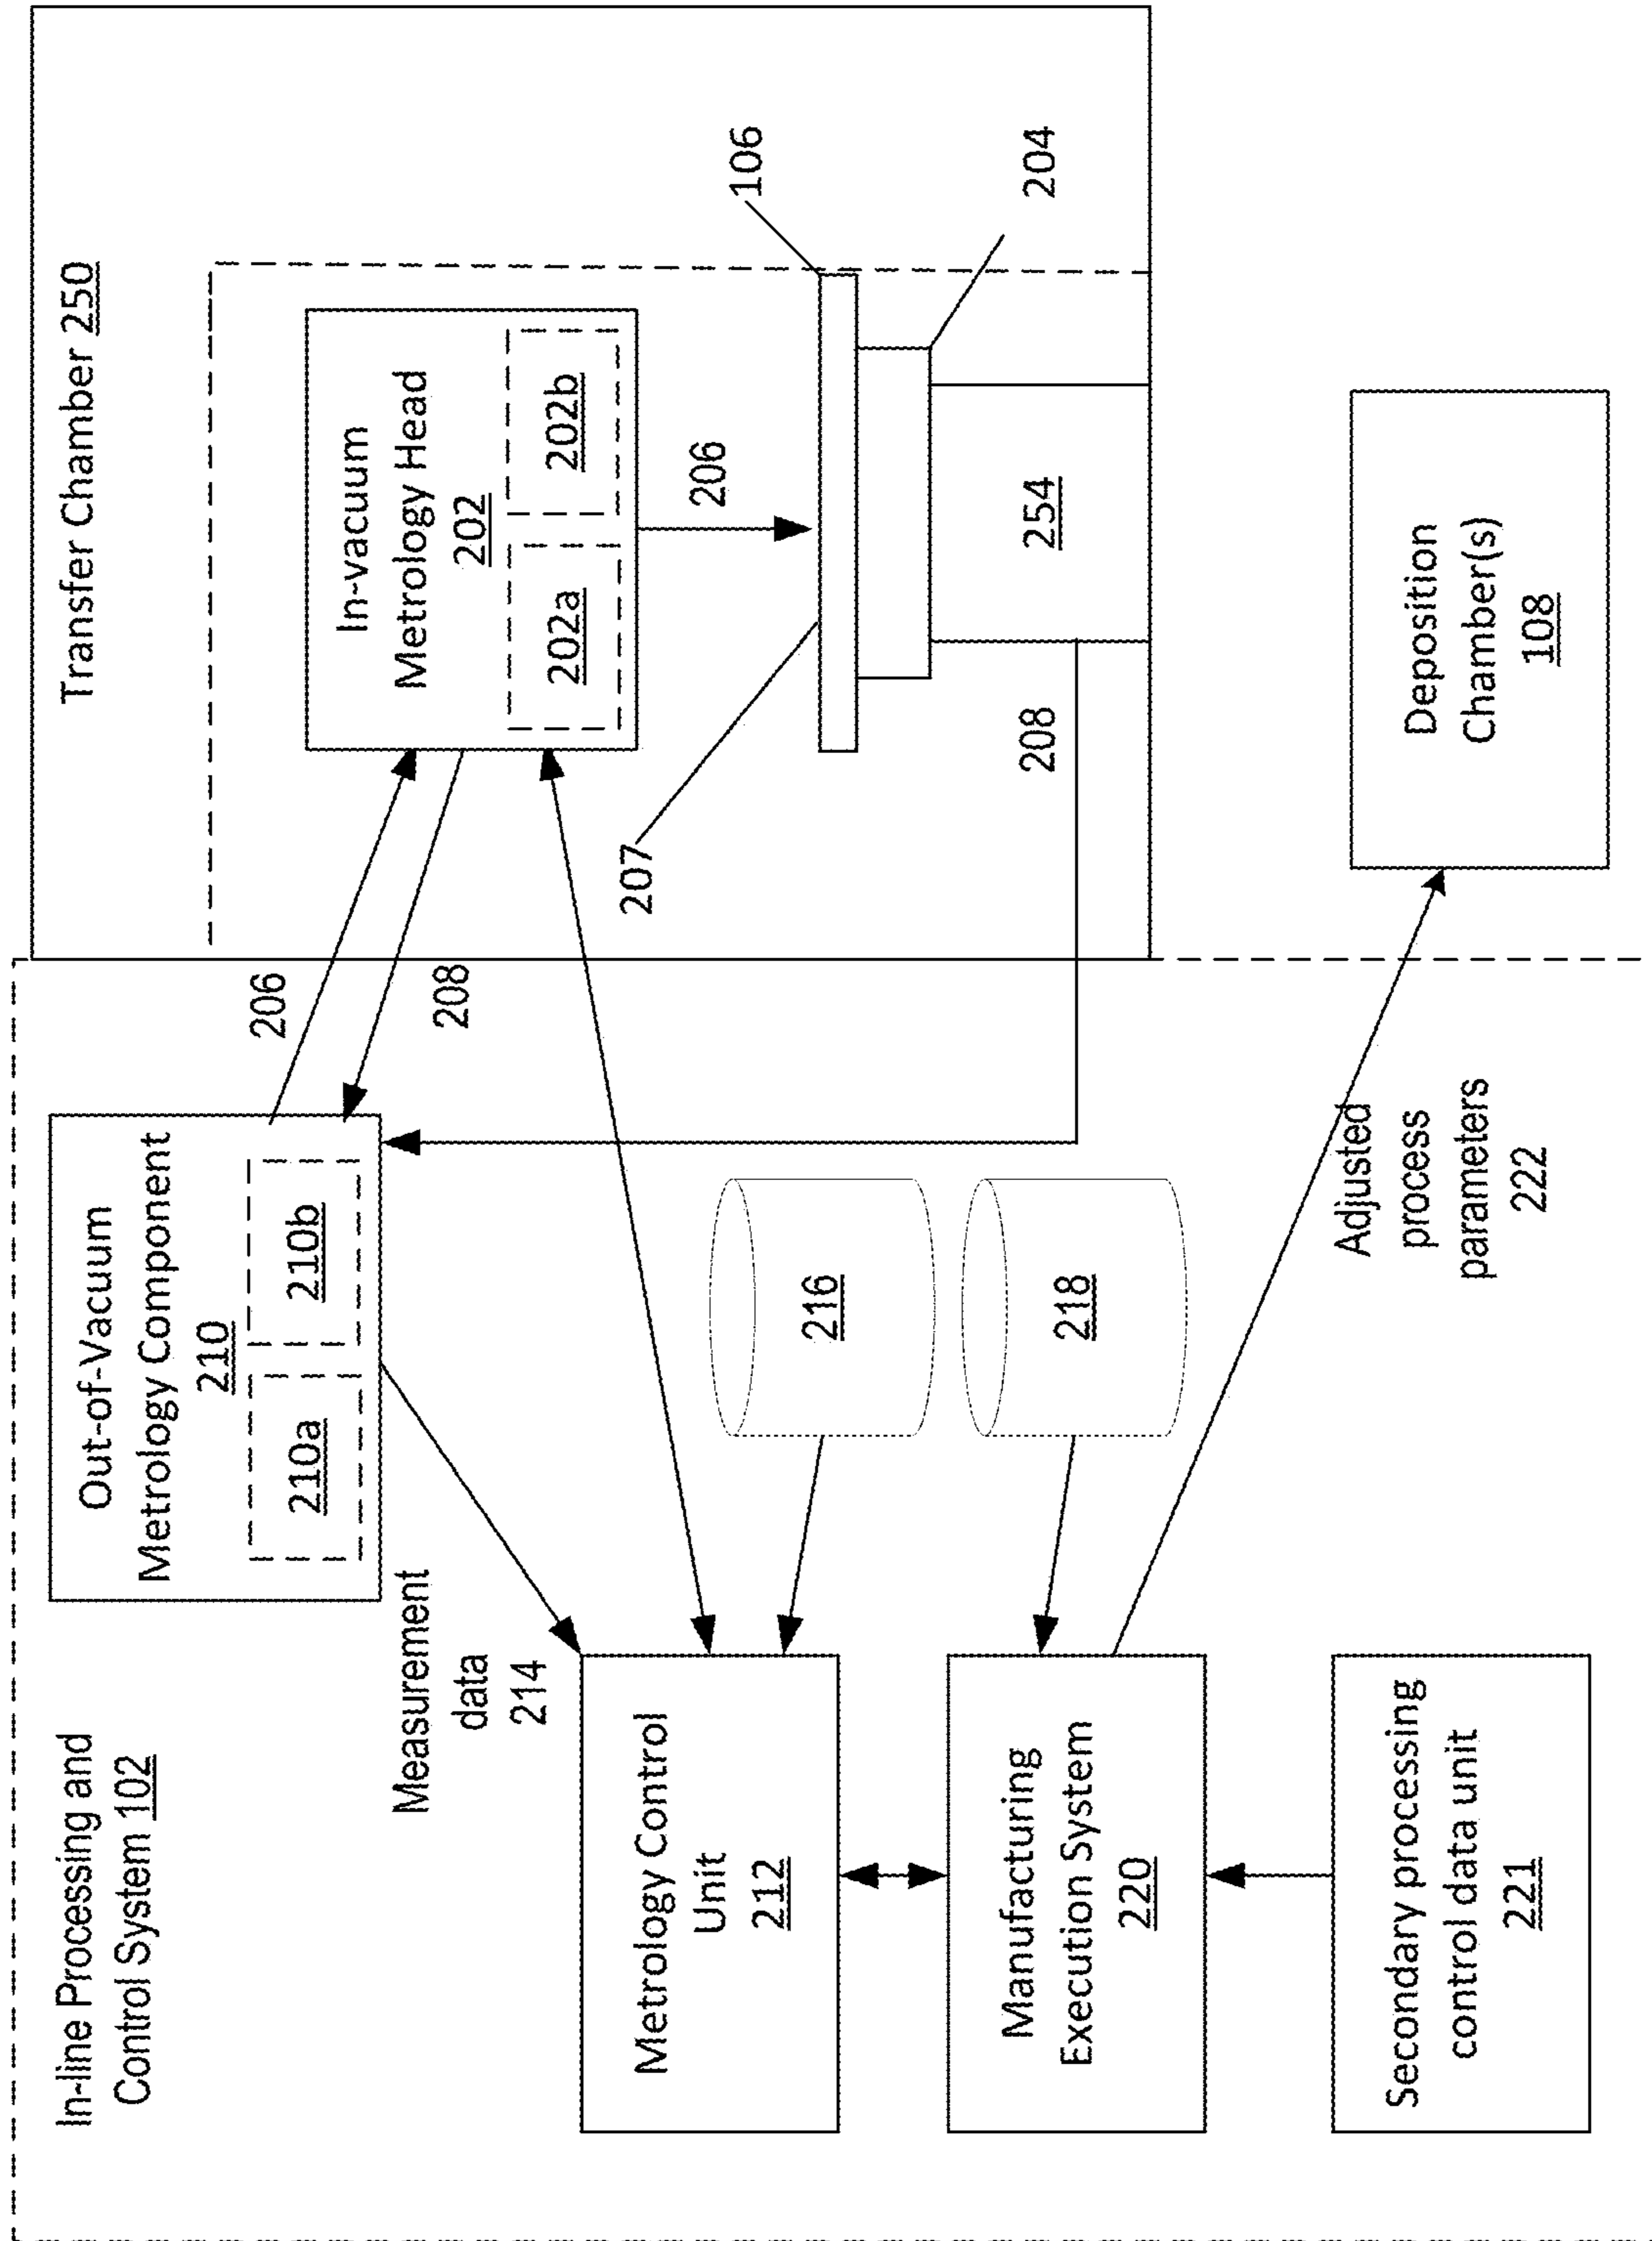 In-line Processing and
Control System 102
Out-of-Vacuum
Metrology Component
210
210a
210b
206
208
Transfer Chamber 250
In-vacuum
Metrology Head
202
202a
202b
206
207
106
204
254
208
Measurement
data
214
Metrology Control
Unit
212
216
218
Manufacturing
Execution System
220
Secondary processing
control data unit
221
Adjusted
process
parameters
222
Deposition
Chamber(s)
108